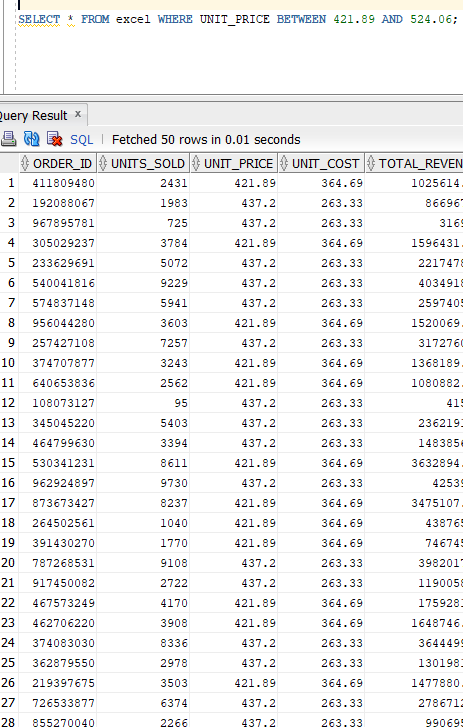 SELECT * FROM excel WHERE UNIT_PRICE BETWEEN 421.89 AND 524.06;
Query Result x
SQL | Fetched 50 rows in 0.01 seconds
ORDER_ID UNITS_SOLD UNIT_PRICE UNIT_COST TOTAL_REVEN
1 411809480 2431 421.89 364.69 1025614.
2 192088067 1983 437.2 263.33 866967
3 967895781 725 437.2 263.33 3169
4 305029237 3784 421.89 364.69 1596431.
5 233629691 5072 437.2 263.33 2217478
6 540041816 9229 437.2 263.33 4034918
7 574837148 5941 437.2 263.33 2597405
8 956044280 3603 421.89 364.69 1520069.
9 257427108 7257 437.2 263.33 3172760
10 374707877 3243 421.89 364.69 1368189.
11 640653836 2562 421.89 364.69 1080882.
12 108073127 95 437.2 263.33 415
13 345045220 5403 437.2 263.33 2362191
14 464799630 3394 437.2 263.33 1483856
15 530341231 8611 421.89 364.69 3632894.
16 962924897 9730 437.2 263.33 42539
17 873673427 8237 421.89 364.69 3475107.
18 264502561 1040 421.89 364.69 438765
19 391430270 1770 421.89 364.69 746745
20 787268531 9108 437.2 263.33 3982017
21 917450082 2722 437.2 263.33 1190058
22 467573249 4170 421.89 364.69 1759281
23 462706220 3908 421.89 364.69 1648746.
24 374083030 8336 437.2 263.33 3644499
25 362879550 2978 437.2 263.33 1301981
26 219397675 3503 421.89 364.69 1477880.
27 726533877 6374 437.2 263.33 2786712
28 855270040 2266 437.2 263.33 990695